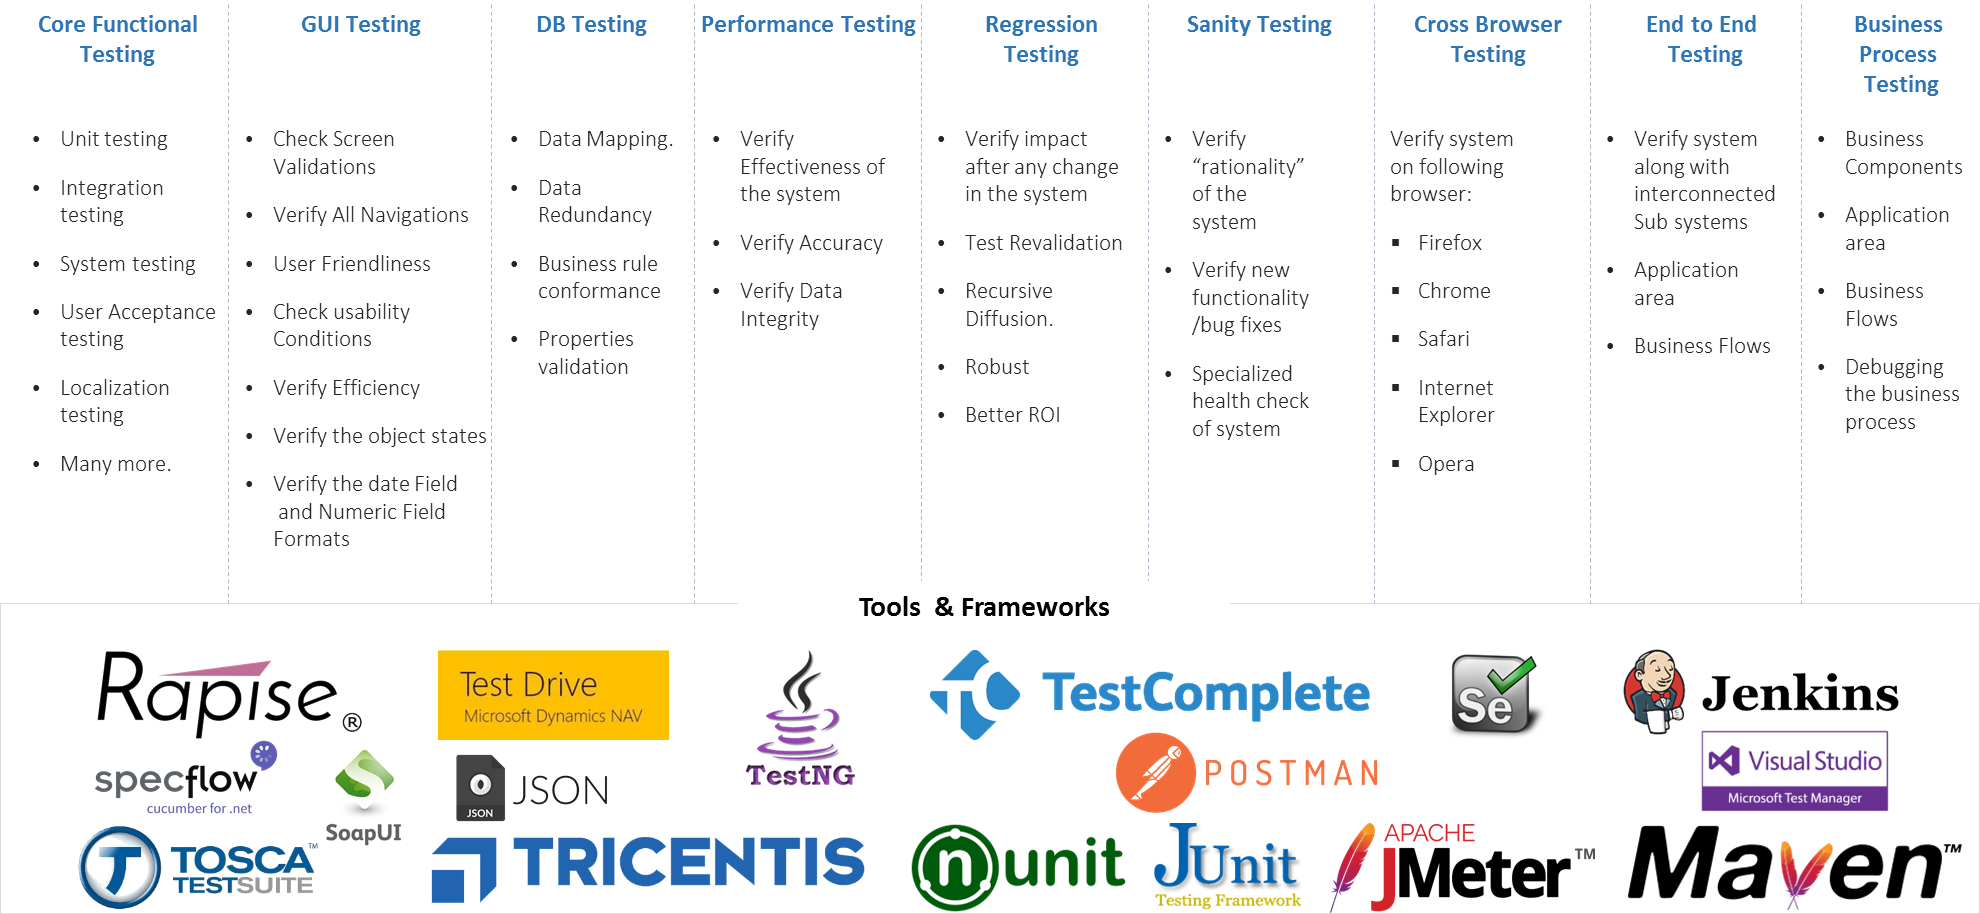 Core Functional
Testing
• Unit testing
• Integration
testing
• System testing
• User Acceptance
testing
• Localization
testing
• Many more.
GUI Testing
• Check Screen
Validations
• Verify All Navigations
• User Friendliness
• Check usability
Conditions
• Verify Efficiency
• Verify the object states
• Verify the date Field
and Numeric Field
Formats
DB Testing
• Data Mapping.
• Data
Redundancy
• Business rule
conformance
• Properties
validation
Performance Testing
• Verify
Effectiveness of
the system
• Verify Accuracy
• Verify Data
Integrity
Regression
Testing
• Verify impact
after any change
in the system
• Test Revalidation
• Recursive
Diffusion.
• Robust
• Better ROI
Sanity Testing
• Verify
“rationality”
of the
system
• Verify new
functionality
/bug fixes
• Specialized
health check
of system
Cross Browser
Testing
Verify system
on following
browser:
▪ Firefox
▪ Chrome
▪ Safari
▪ Internet
Explorer
▪ Opera
End to End
Testing
• Verify system
along with
interconnected
Sub systems
• Application
area
• Business Flows
Business
Process
Testing
• Business
Components
• Application
area
• Business
Flows
• Debugging
the business
process
Tools & Frameworks
Rapise®
Test Drive
Microsoft Dynamics NAV
TestNG
TC TestComplete
Se
Jenkins
specflow
cucumber for .net
S
SoapUI
JSON
JSON
POSTMAN
Visual Studio
Microsoft Test Manager
T TOSCA™
TESTSUITE
TRICENTIS
nunit
JUnit
Testing Framework
APACHE
JMeter™
Maven™